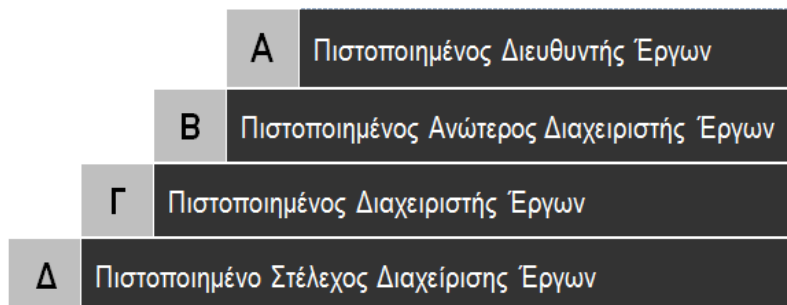 Α Πιστοποιημένος Διευθυντής Έργων
Β Πιστοποιημένος Ανώτερος Διαχειριστής Έργων
Γ Πιστοποιημένος Διαχειριστής Έργων
Δ Πιστοποιημένο Στέλεχος Διαχείρισης Έργων